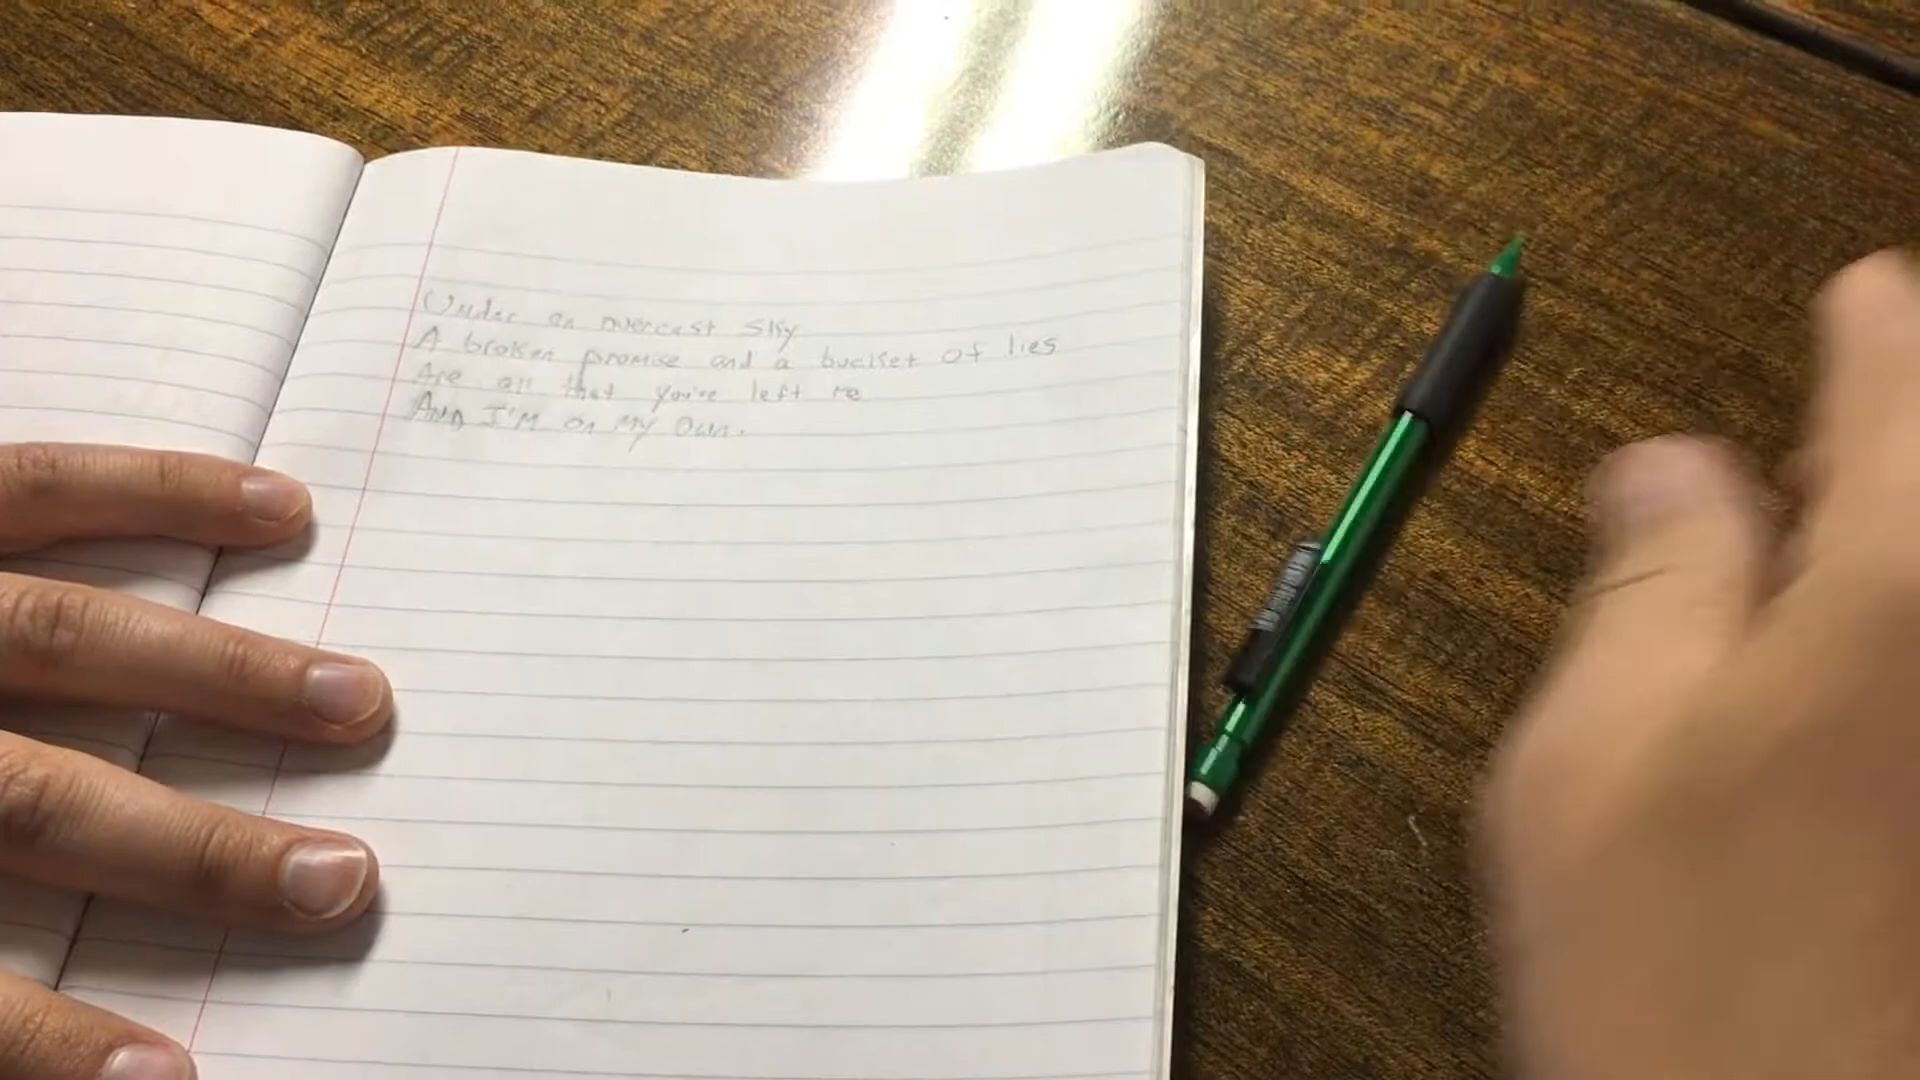 Under an overcast sky
A broken promise and a bucket of lies
Are all that you've left me
AND I'M on My Own.